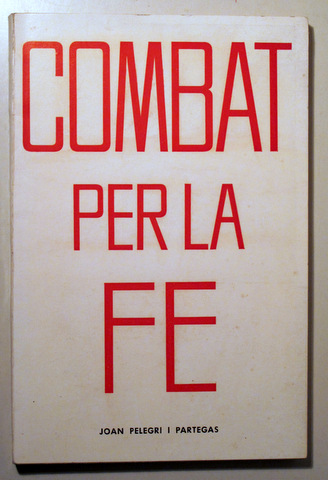 COMBAT
PER LA
FE
JOAN PELEGRI I PARTEGAS